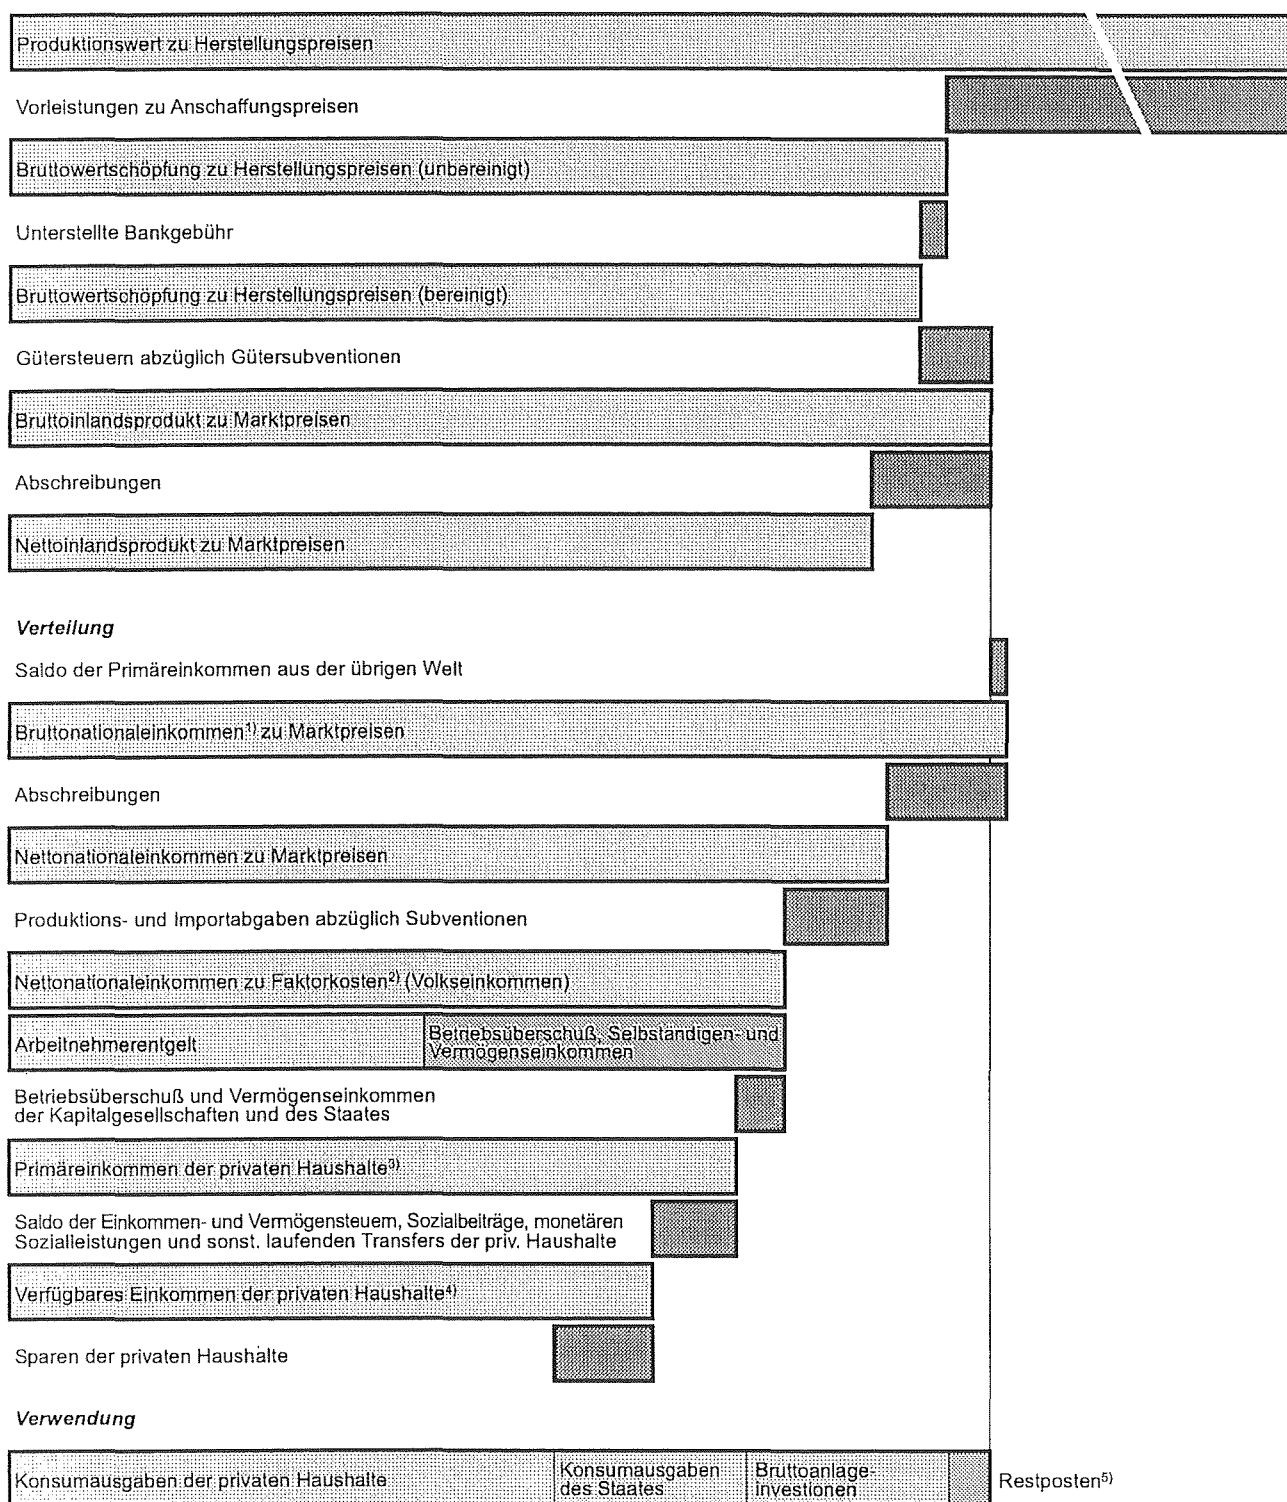 Produktionswert zu Herstellungspreisen
Vorleistungen zu Anschaffungspreisen
Bruttowertschöpfung zu Herstellungspreisen (unbereinigt)
Unterstellte Bankgebühr
Bruttowertschöpfung zu Herstellungspreisen (bereinigt)
Gütersteuern abzüglich Gütersubventionen
Bruttoinlandsprodukt zu Marktpreisen
Abschreibungen
Nettoinlandsprodukt zu Marktpreisen
Verteilung
Saldo der Primäreinkommen aus der übrigen Welt
Bruttonationaleinkommen¹⁾ zu Marktpreisen
Abschreibungen
Nettonationaleinkommen zu Marktpreisen
Produktions- und Importabgaben abzüglich Subventionen
Nettonationaleinkommen zu Faktorkosten²⁾ (Volkseinkommen)
Arbeitnehmerentgelt
Betriebsüberschuß, Selbständigen- und
Vermögenseinkommen
Betriebsüberschuß und Vermögenseinkommen
der Kapitalgesellschaften und des Staates
Primäreinkommen der privaten Haushalte³⁾
Saldo der Einkommen- und Vermögensteuern, Sozialbeiträge, monetären
Sozialleistungen und sonst. laufenden Transfers der priv. Haushalte
Verfügbares Einkommen der privaten Haushalte⁴⁾
Sparen der privaten Haushalte
Verwendung
Konsumausgaben der privaten Haushalte
Konsumausgaben
des Staates
Bruttoanlage-
investionen
Restposten⁵⁾